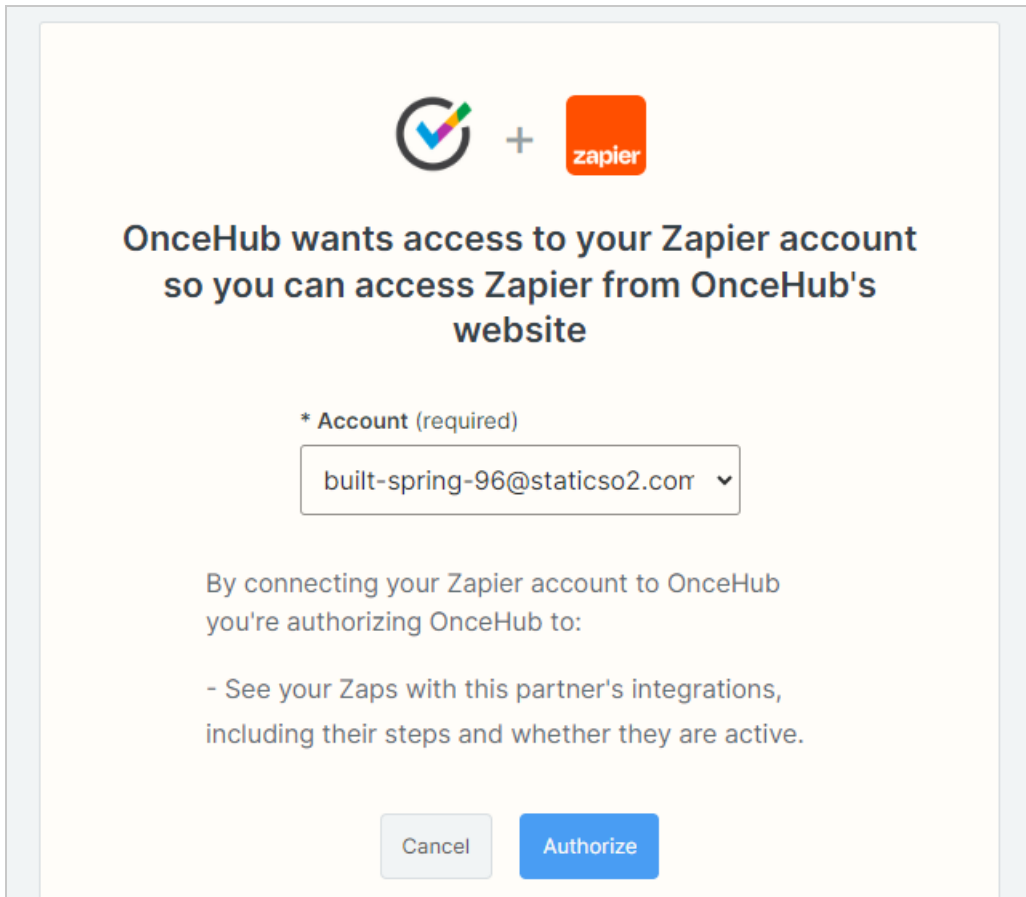 +
zapier
OnceHub wants access to your Zapier account
so you can access Zapier from OnceHub's
website
* Account (required)
built-spring-96@staticso2.com
By connecting your Zapier account to OnceHub
you're authorizing OnceHub to:
- See your Zaps with this partner's integrations,
including their steps and whether they are active.
Cancel Authorize